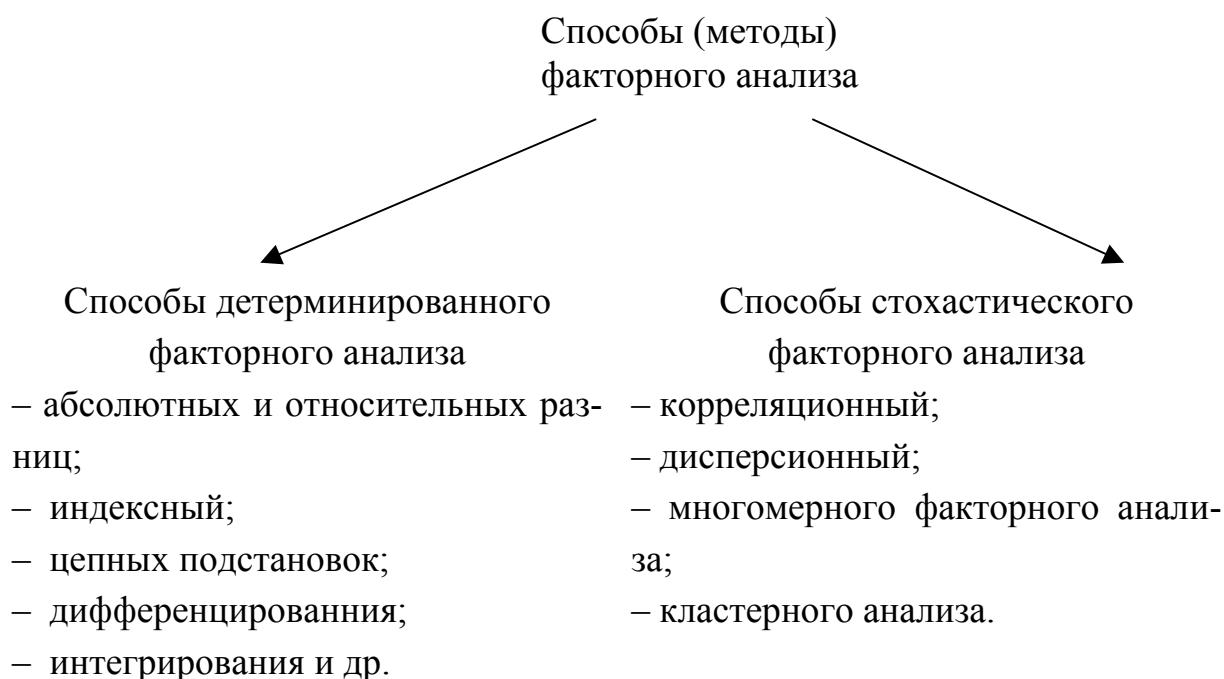 Способы (методы)
факторного анализа
Способы детерминированного
факторного анализа
– абсолютных и относительных раз-
ниц;
– индексный;
– цепных подстановок;
– дифференцированния;
– интегрирования и др.
Способы стохастического
факторного анализа
– корреляционный;
– дисперсионный;
– многомерного факторного анали-
за;
– кластерного анализа.